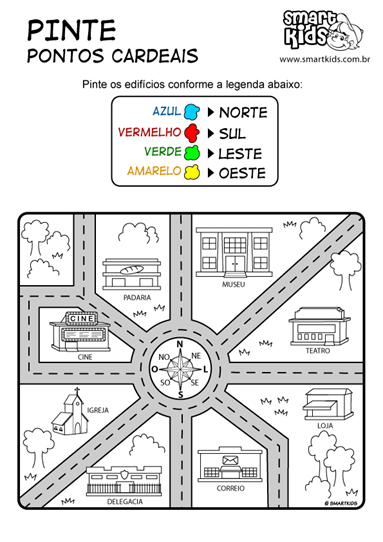 PINTE
PONTOS CARDEAIS
SMART
KiDS
www.smartkids.com.br
Pinte os edifícios conforme a legenda abaixo:
AZUL NORTE
VERMELHO SUL
VERDE LESTE
AMARELO OESTE
PADARIA
MUSEU
CINE
CINE
TEATRO
N
NO NE
O L
SO SE
S
IGREJA
LOJA
DELEGACIA
CORREIO
© SMARTKIDS